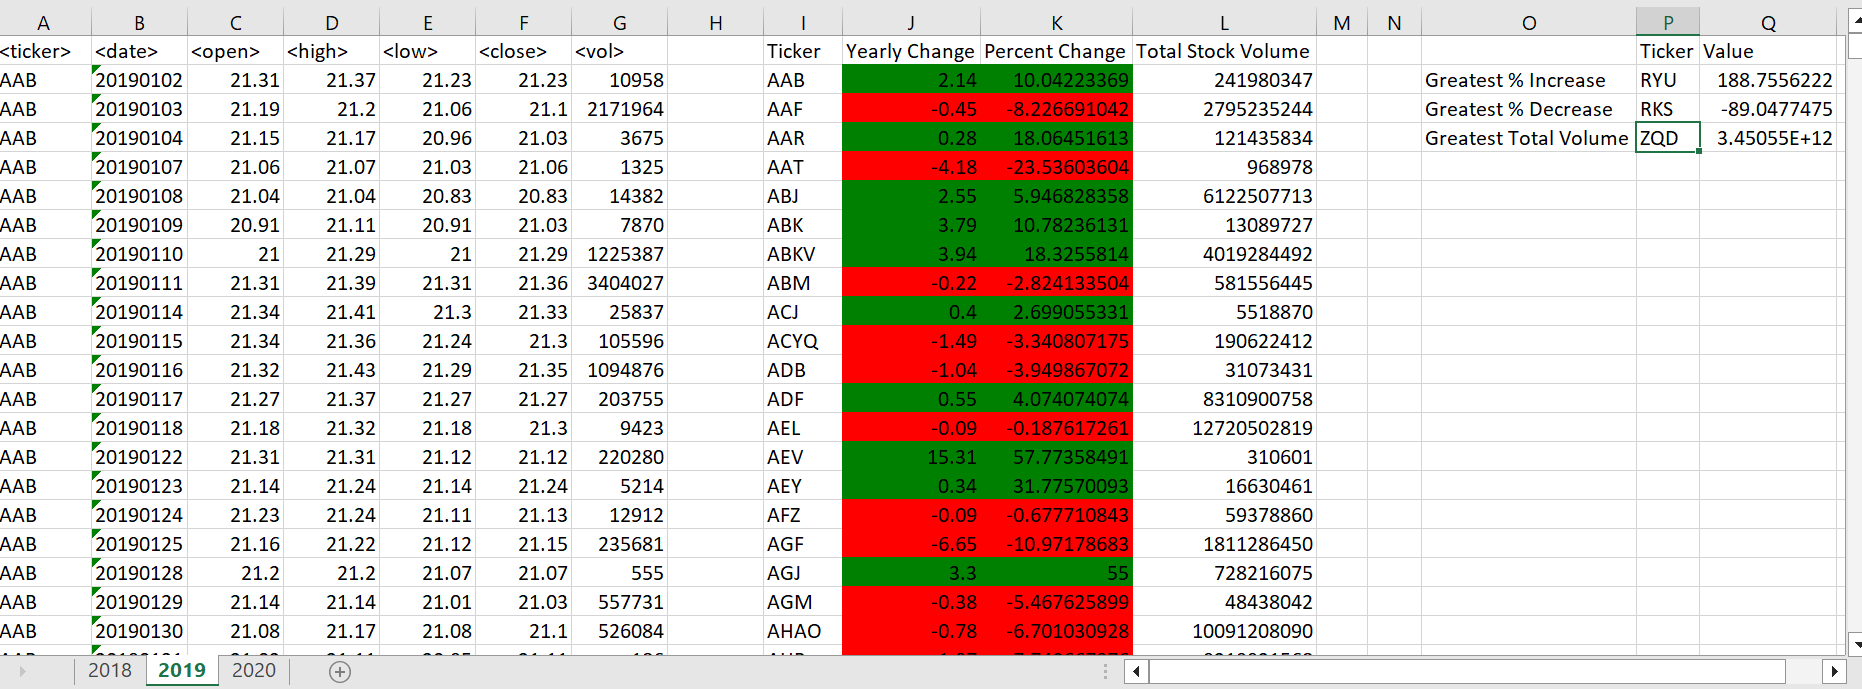 A B C D E F G H I J K L M N O P Q
<ticker> <date> <open> <high> <low> <close> <vol> Ticker Yearly Change Percent Change Total Stock Volume Ticker Value
AAB 20190102 21.31 21.37 21.23 21.23 10958 AAB 2.14 10.04223369 241980347 Greatest % Increase RYU 188.7556222
AAB 20190103 21.19 21.2 21.06 21.1 2171964 AAF -0.45 -8.226691042 2795235244 Greatest % Decrease RKS -89.0477475
AAB 20190104 21.15 21.17 20.96 21.03 3675 AAR 0.28 18.06451613 121435834 Greatest Total Volume ZQD 3.45055E+12
AAB 20190107 21.06 21.07 21.03 21.06 1325 AAT -4.18 -23.53603604 968978
AAB 20190108 21.04 21.04 20.83 20.83 14382 ABJ 2.55 5.946828358 6122507713
AAB 20190109 20.91 21.11 20.91 21.03 7870 ABK 3.79 10.78236131 13089727
AAB 20190110 21 21.29 21 21.29 1225387 ABKV 3.94 18.3255814 4019284492
AAB 20190111 21.31 21.39 21.31 21.36 3404027 ABM -0.22 -2.824133504 581556445
AAB 20190114 21.34 21.41 21.3 21.33 25837 ACJ 0.4 2.699055331 5518870
AAB 20190115 21.34 21.36 21.24 21.3 105596 ACYQ -1.49 -3.340807175 190622412
AAB 20190116 21.32 21.43 21.29 21.35 1094876 ADB -1.04 -3.949867072 31073431
AAB 20190117 21.27 21.37 21.27 21.27 203755 ADF 0.55 4.074074074 8310900758
AAB 20190118 21.18 21.32 21.18 21.3 9423 AEL -0.09 -0.187617261 12720502819
AAB 20190122 21.31 21.31 21.12 21.12 220280 AEV 15.31 57.77358491 310601
AAB 20190123 21.14 21.24 21.14 21.24 5214 AEY 0.34 31.77570093 16630461
AAB 20190124 21.23 21.24 21.11 21.13 12912 AFZ -0.09 -0.677710843 59378860
AAB 20190125 21.16 21.22 21.12 21.15 235681 AGF -6.65 -10.97178683 1811286450
AAB 20190128 21.2 21.2 21.07 21.07 555 AGJ 3.3 55 728216075
AAB 20190129 21.14 21.14 21.01 21.03 557731 AGM -0.38 -5.467625899 48438042
AAB 20190130 21.08 21.17 21.08 21.1 526084 AHAO -0.78 -6.701030928 10091208090
2018 2019 2020